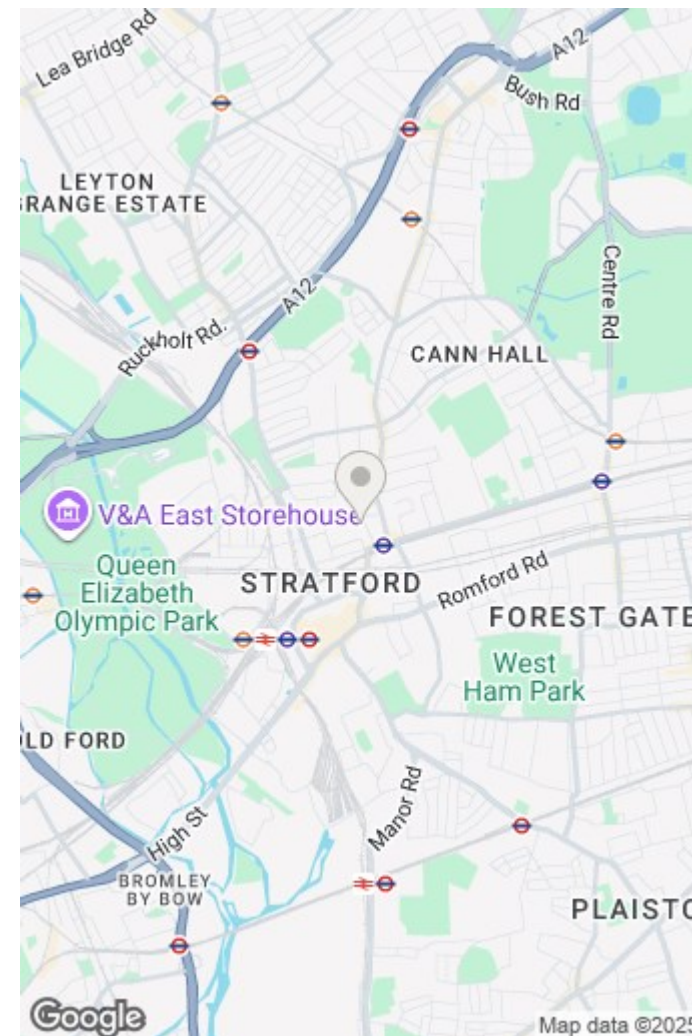 Lea Bridge Rd
A12
Bush Rd
LEYTON
GRANGE ESTATE
Centre Rd
A12
Ruckholt Rd.
CANN HALL
V&A East Storehouse
Queen
Elizabeth
Olympic Park
STRATFORD
Romford Rd
FOREST GATE
West
Ham Park
OLD FORD
Manor Rd
High St
BROMLEY
BY BOW
PLAISTO
Google
Map data ©2025